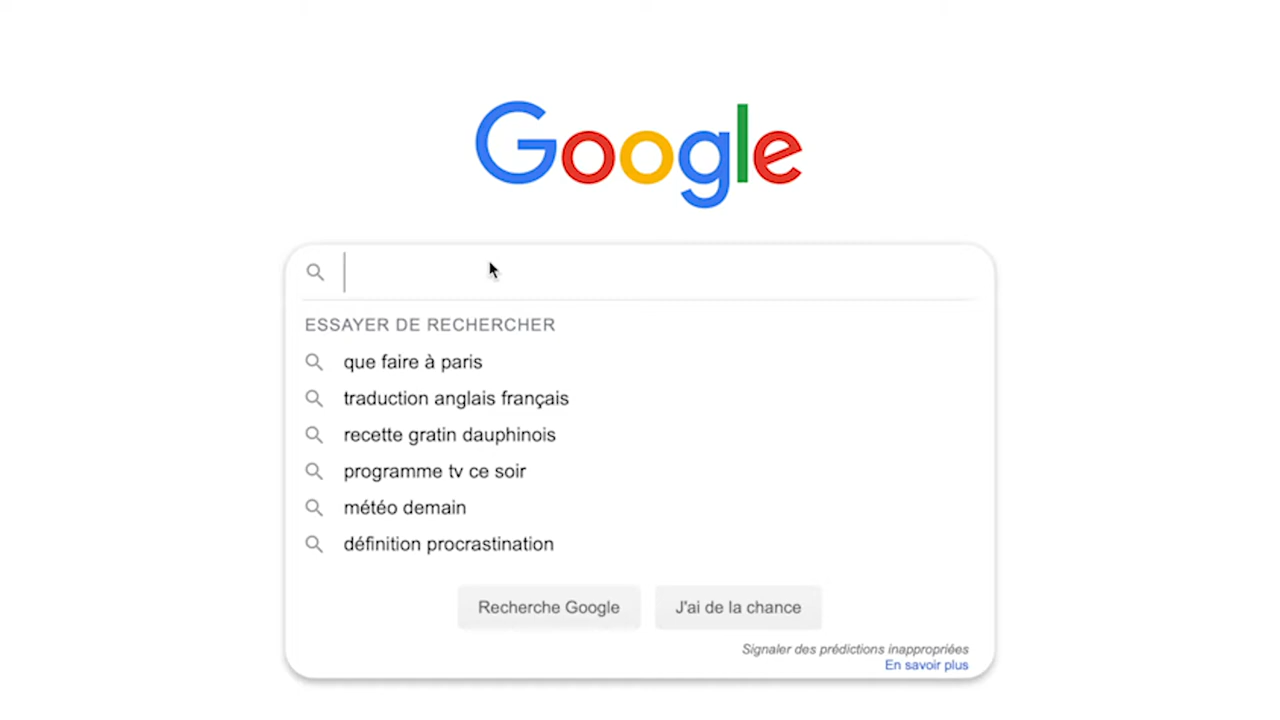 Google
ESSAYER DE RECHERCHER
que faire à paris
traduction anglais français
recette gratin dauphinois
programme tv ce soir
météo demain
définition procrastination
Recherche Google
J'ai de la chance
Signaler des prédictions inappropriées
En savoir plus